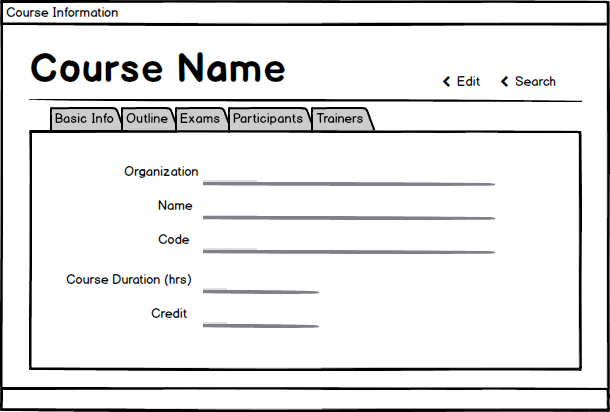 Course Information
Course Name
Edit Search
Basic Info Outline Exams Participants Trainers
Organization
Name
Code
Course Duration (hrs)
Credit